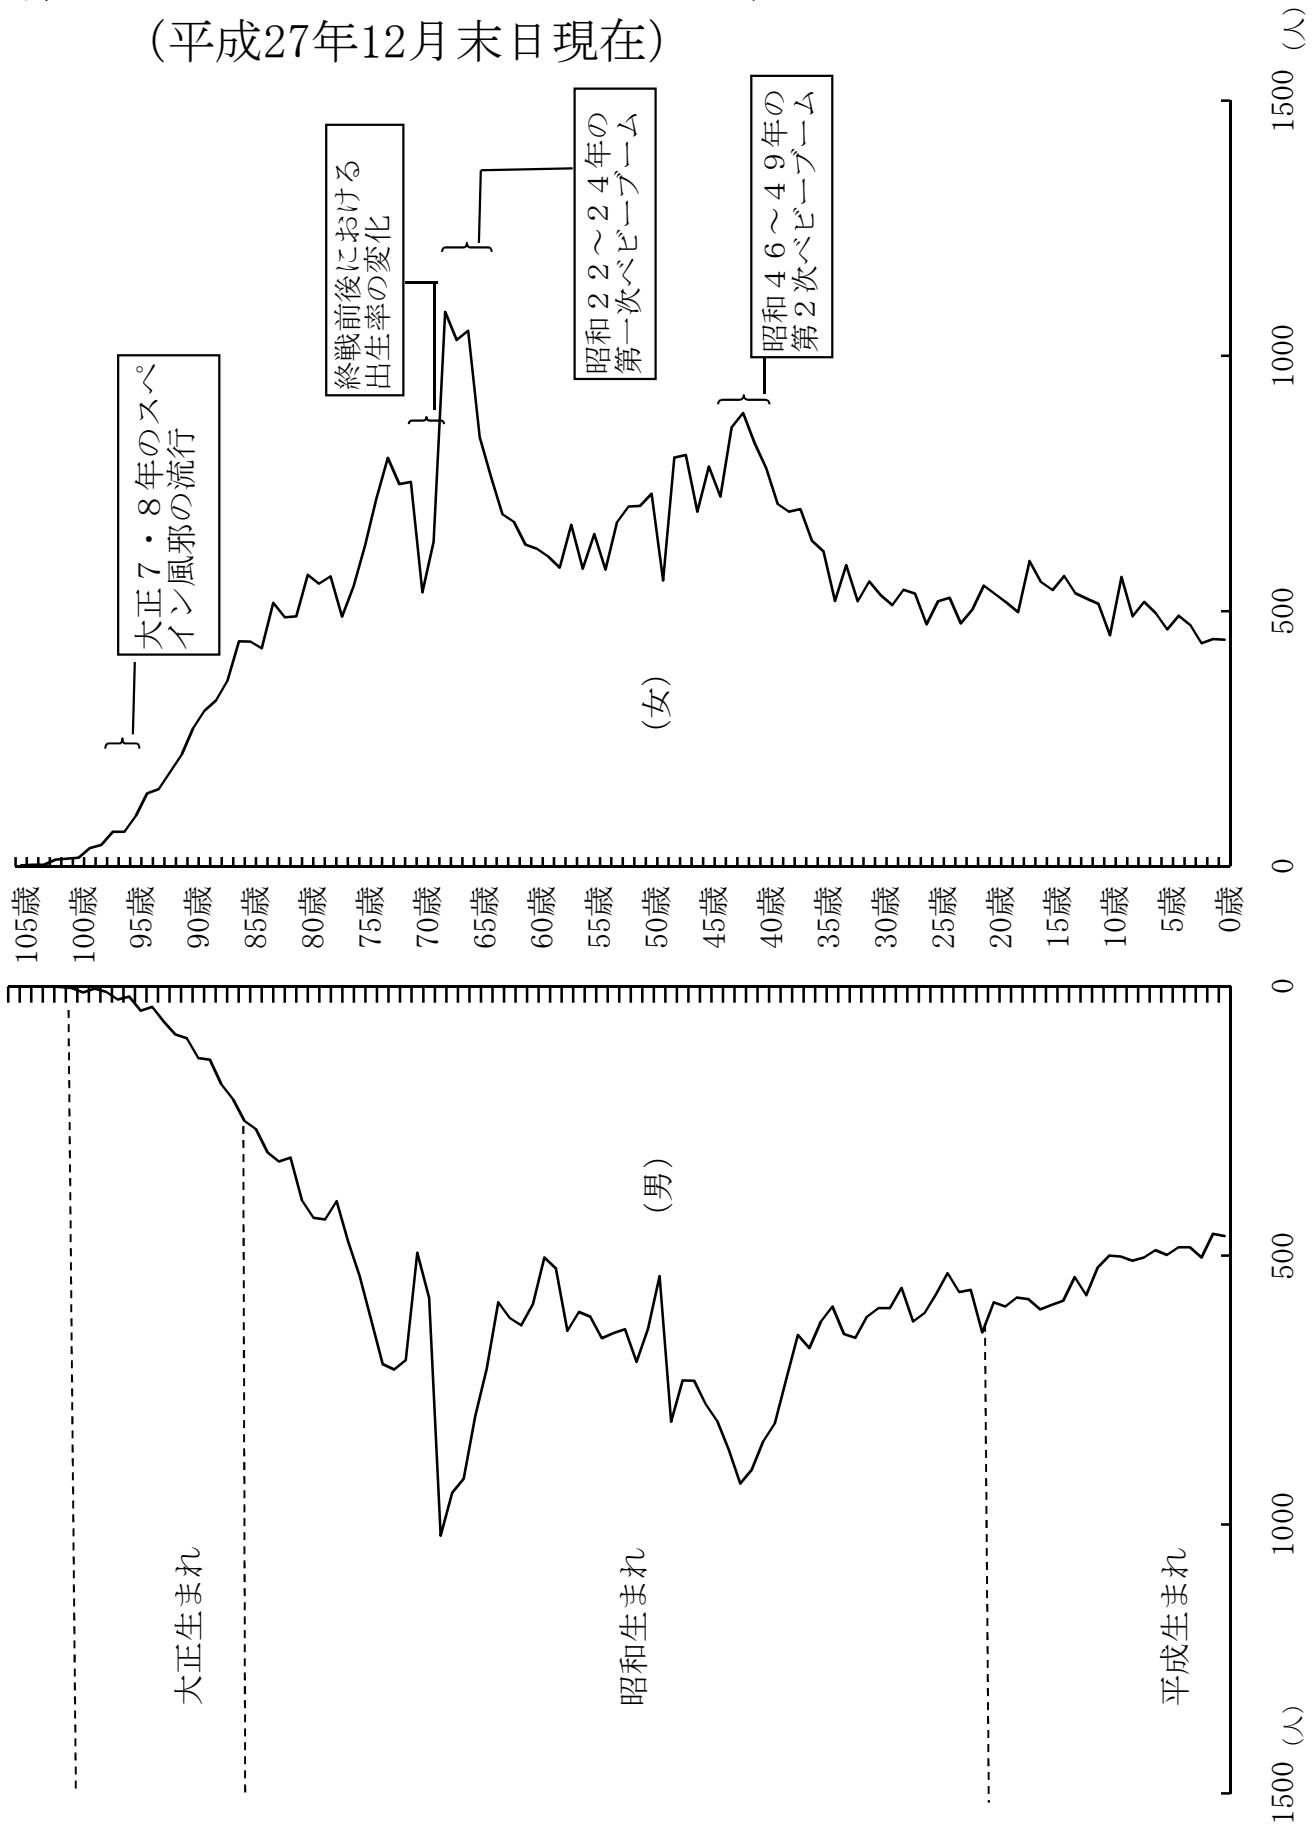 (平成27年12月末日現在)
(人)
1500
1000
500
0
大正７・８年のスペ
イン風邪の流行
終戦前後における
出生率の変化
昭和２２～２４年の
第一次ベビーブーム
昭和４６～４９年の
第２次ベビーブーム
(女)
105歳
100歳
95歳
90歳
85歳
80歳
75歳
70歳
65歳
60歳
55歳
50歳
45歳
40歳
35歳
30歳
25歳
20歳
15歳
10歳
5歳
0歳
(男)
0
500
1000
1500
(人)
大正生まれ
昭和生まれ
平成生まれ